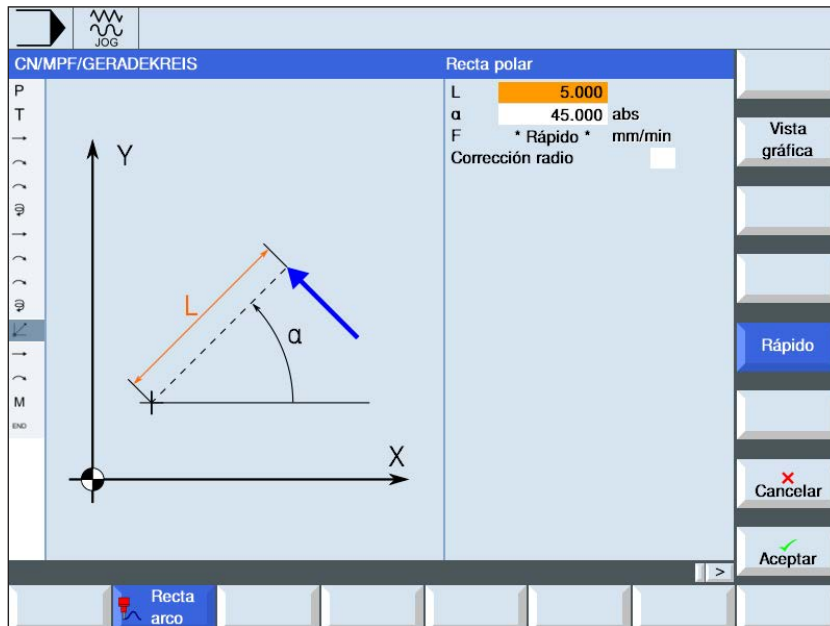 JOG
CN/MPF/GERADEKREIS
Recta polar
P
T
M
END
Y
X
L
α
L 5.000
α 45.000 abs
F * Rápido * mm/min
Corrección radio
Vista
gráfica
Rápido
Cancelar
Aceptar
>
Recta
arco